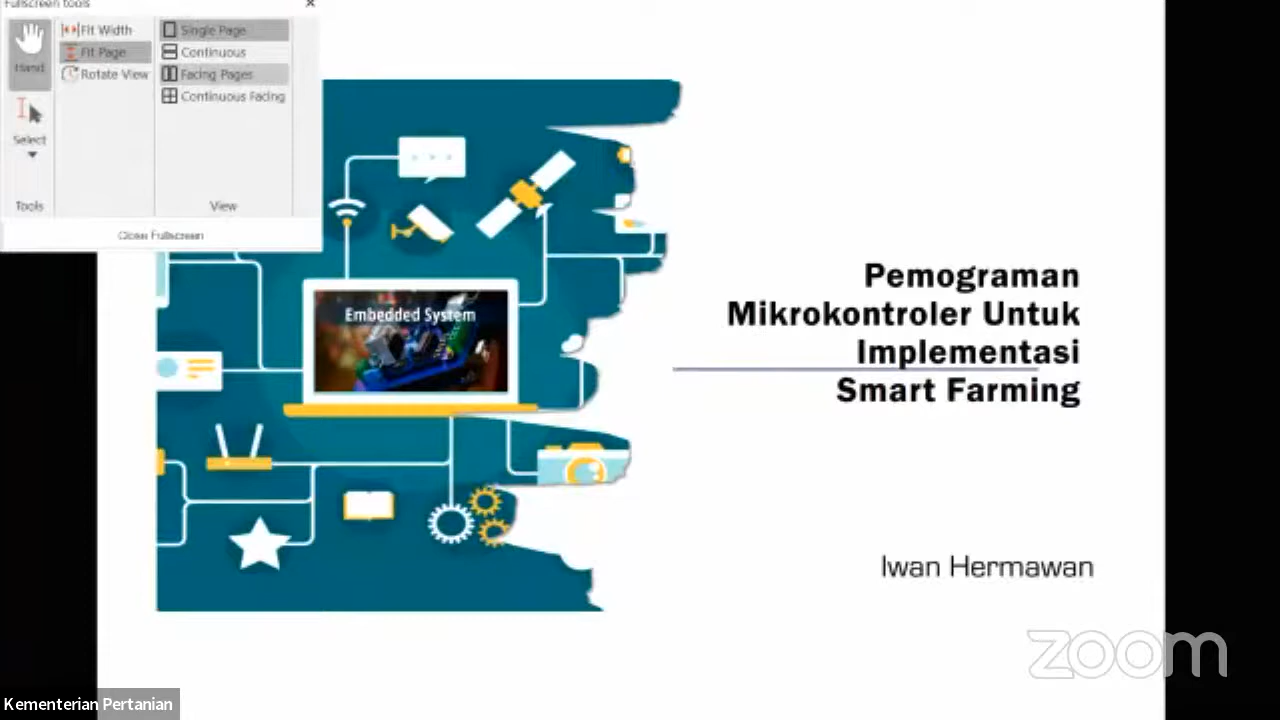 Fullscreen tools
Hand
Select
Tools
Fit Width
Fit Page
Rotate View
Single Page
Continuous
Facing Pages
Continuous Facing
View
Close Fullscreen
Embedded System
Pemograman
Mikrokontroler Untuk
Implementasi
Smart Farming
Iwan Hermawan
zoom
Kementerian Pertanian